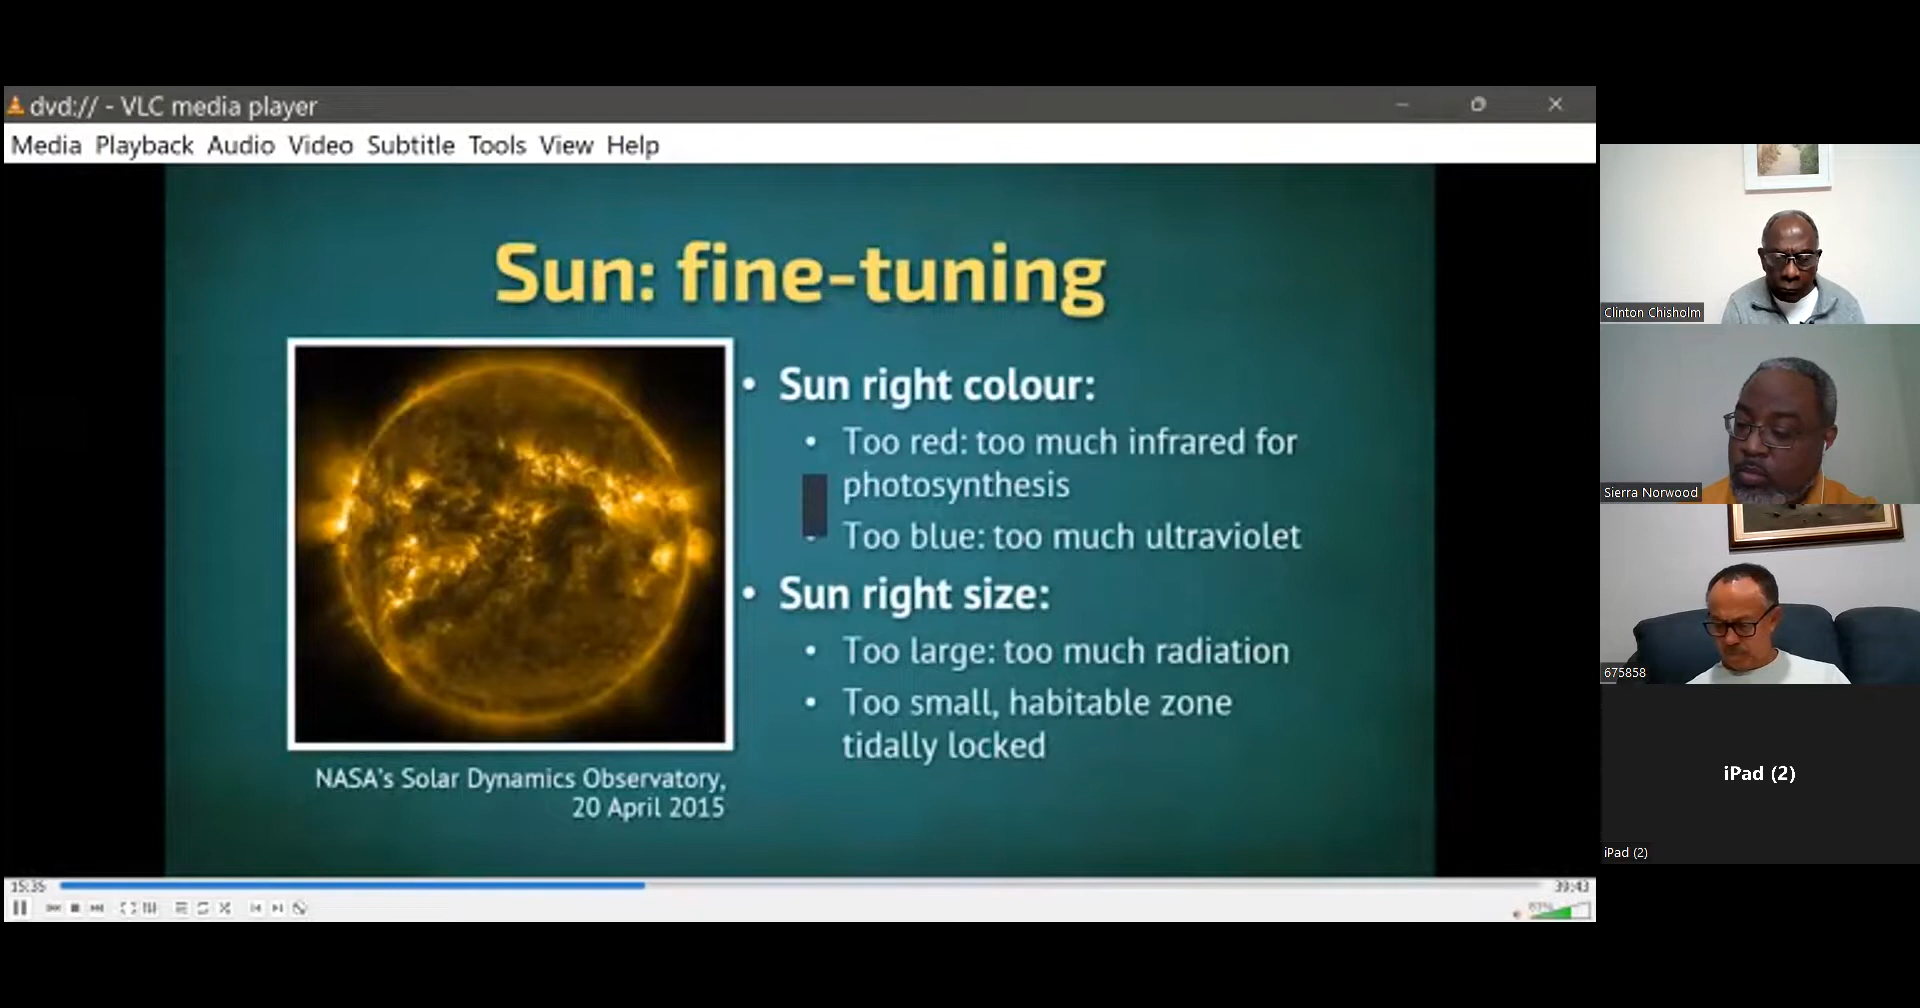 dvd:// - VLC media player
Media Playback Audio Video Subtitle Tools View Help
Sun: fine-tuning
• Sun right colour:
• Too red: too much infrared for
photosynthesis
• Too blue: too much ultraviolet
• Sun right size:
• Too large: too much radiation
• Too small, habitable zone
tidally locked
NASA's Solar Dynamics Observatory,
20 April 2015
15:35
39:43
Clinton Chisholm
Sierra Norwood
675858
iPad (2)
iPad (2)